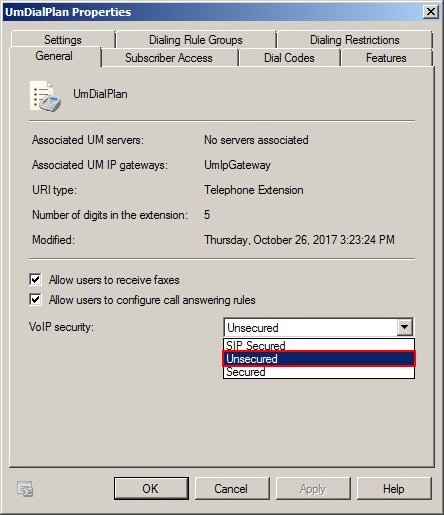 UmDialPlan Properties
Settings Dialing Rule Groups Dialing Restrictions
General Subscriber Access Dial Codes Features
UmDialPlan
Associated UM servers: No servers associated
Associated UM IP gateways: UmIpGateway
URI type: Telephone Extension
Number of digits in the extension: 5
Modified: Thursday, October 26, 2017 3:23:24 PM
Allow users to receive faxes
Allow users to configure call answering rules
VoIP security: Unsecured
SIP Secured
Unsecured
Secured
OK Cancel Apply Help